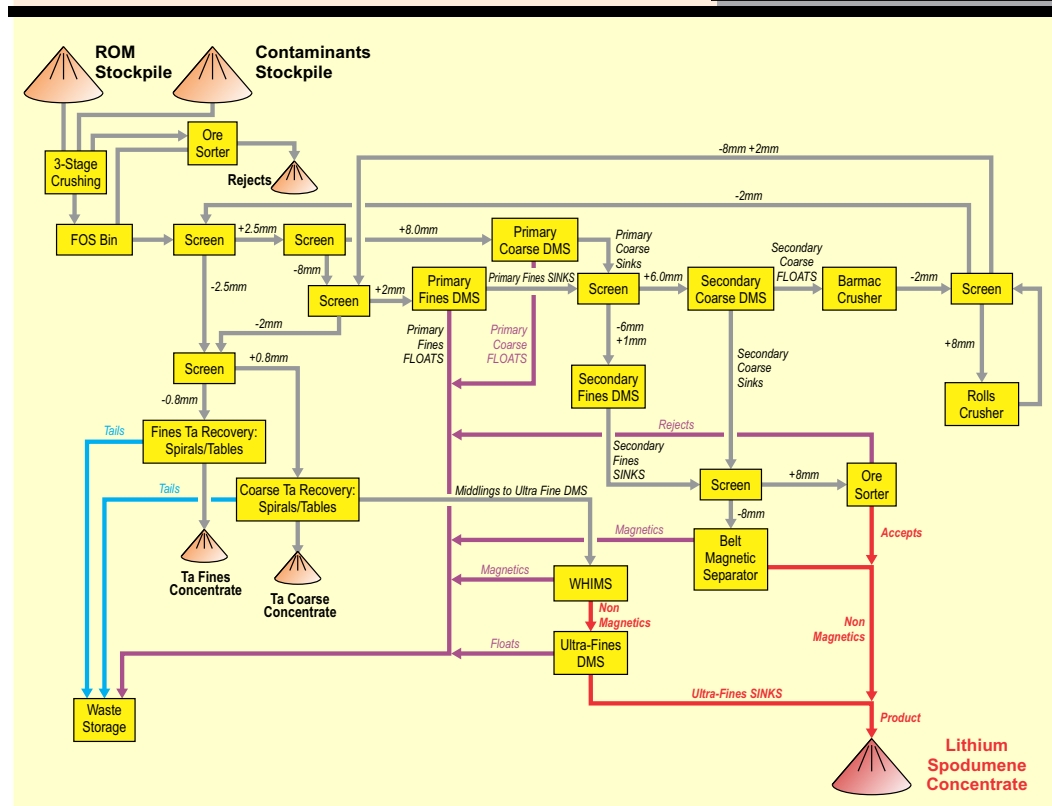 ROM
Stockpile
Contaminants
Stockpile
Ore
Sorter
3-Stage
Crushing
Rejects
-8mm +2mm
-2mm
FOS Bin
Screen
+2.5mm
Screen
+8.0mm
Primary
Coarse DMS
Primary
Coarse
Sinks
Secondary
Coarse
FLOATS
-2.5mm
-8mm
Screen
+2mm
Primary
Fines DMS
Primary Fines SINKS
Screen
+6.0mm
Secondary
Coarse DMS
Barmac
Crusher
-2mm
Screen
-2mm
Primary
Fines
FLOATS
Primary
Coarse
FLOATS
-6mm
+1mm
Secondary
Coarse
Sinks
+8mm
Screen
+0.8mm
Secondary
Fines DMS
Rolls
Crusher
-0.8mm
Tails
Fines Ta Recovery:
Spirals/Tables
Rejects
Secondary
Fines
SINKS
Tails
Coarse Ta Recovery:
Spirals/Tables
Middlings to Ultra Fine DMS
Screen
+8mm
Ore
Sorter
-8mm
Magnetics
Belt
Magnetic
Separator
Accepts
Ta Fines
Concentrate
Ta Coarse
Concentrate
Magnetics
WHIMS
Non
Magnetics
Non
Magnetics
Floats
Ultra-Fines
DMS
Ultra-Fines SINKS
Waste
Storage
Product
Lithium
Spodumene
Concentrate